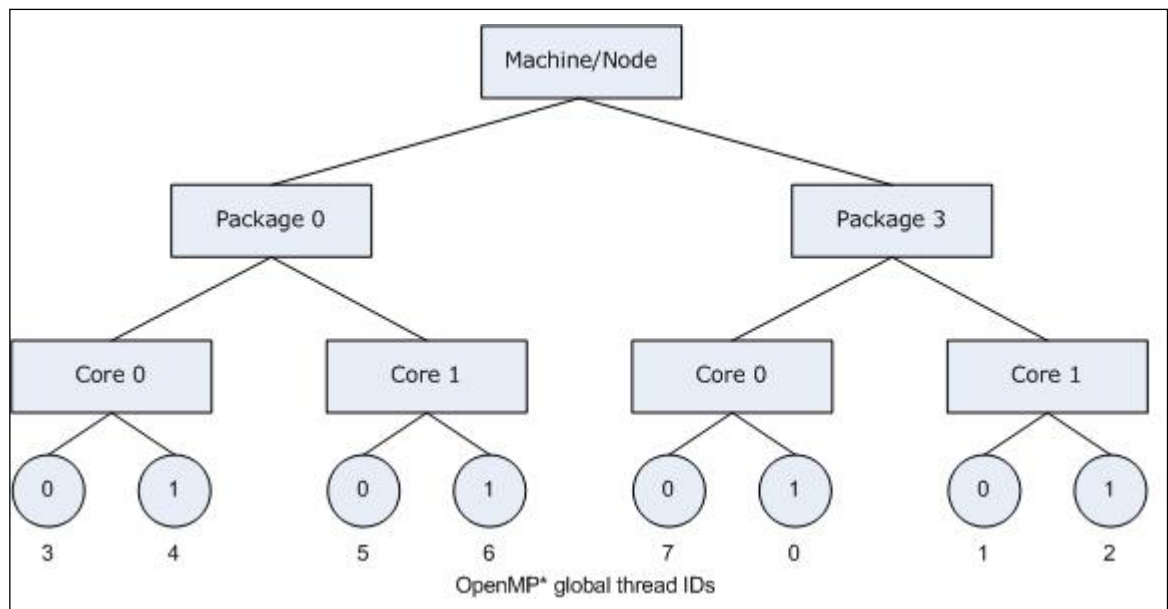 Machine/Node
Package 0
Package 3
Core 0
Core 1
Core 0
Core 1
0 1 0 1 0 1 0 1
3 4 5 6 7 0 1 2
OpenMP* global thread IDs